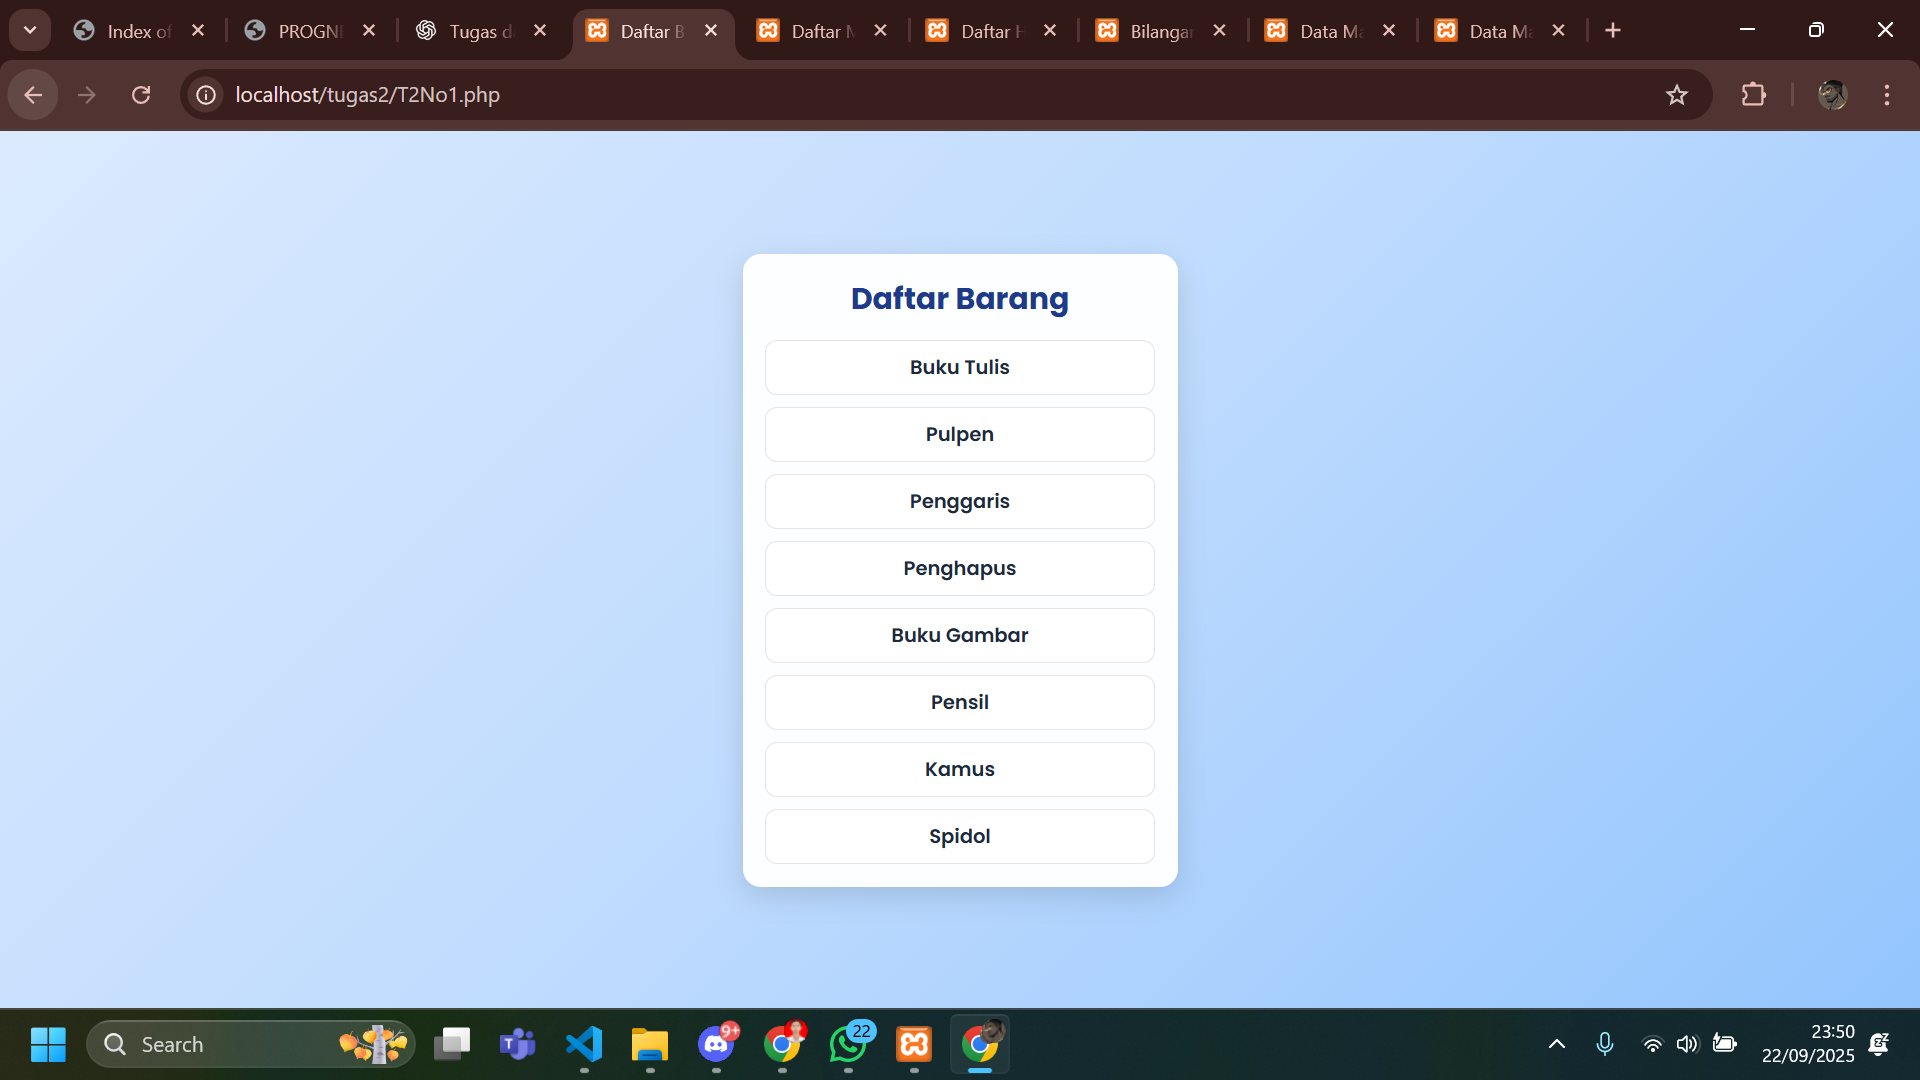 Index of
PROGN
Tugas d
Daftar B
Daftar M
Daftar H
Bilangan
Data Ma
Data Ma
localhost/tugas2/T2No1.php
Daftar Barang
Buku Tulis
Pulpen
Penggaris
Penghapus
Buku Gambar
Pensil
Kamus
Spidol
Search
9+
22
23:50
22/09/2025